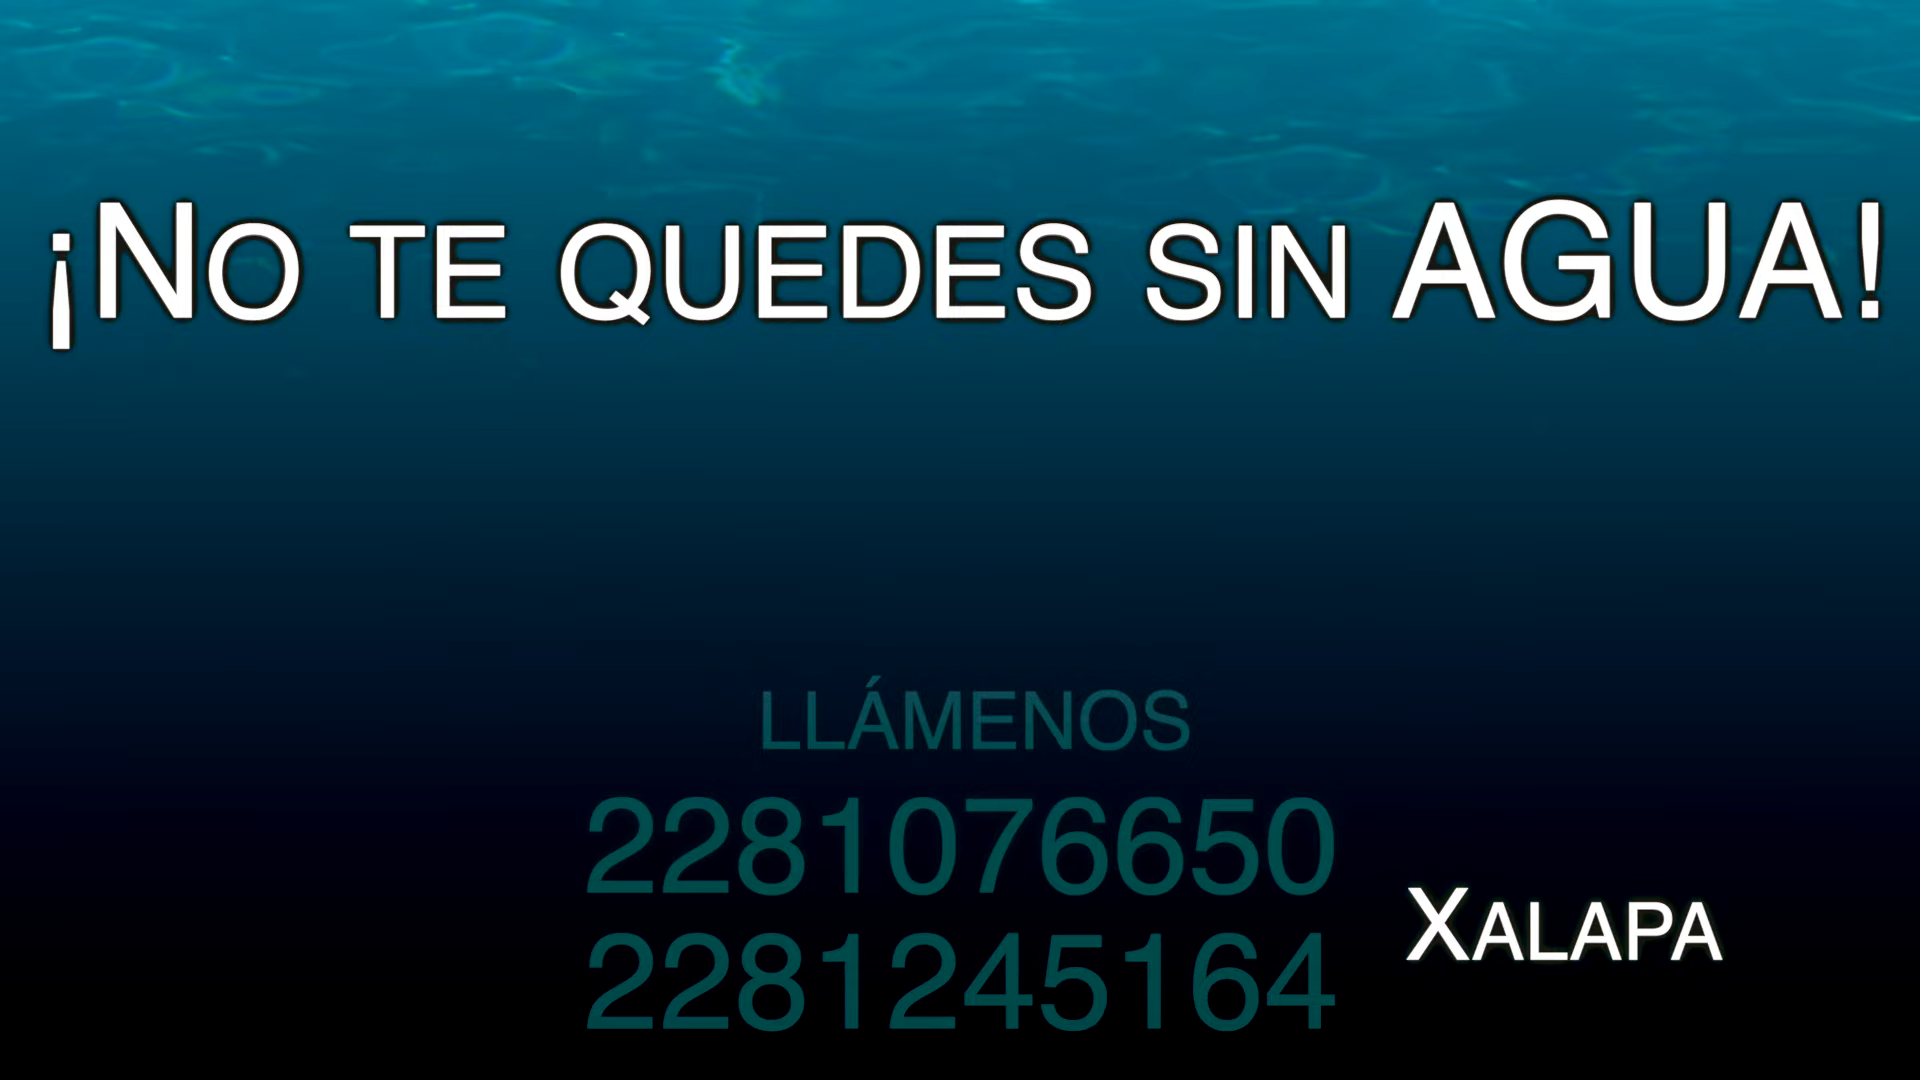 ¡NO TE QUEDES SIN AGUA!
LLÁMENOS
2281076650
2281245164
XALAPA